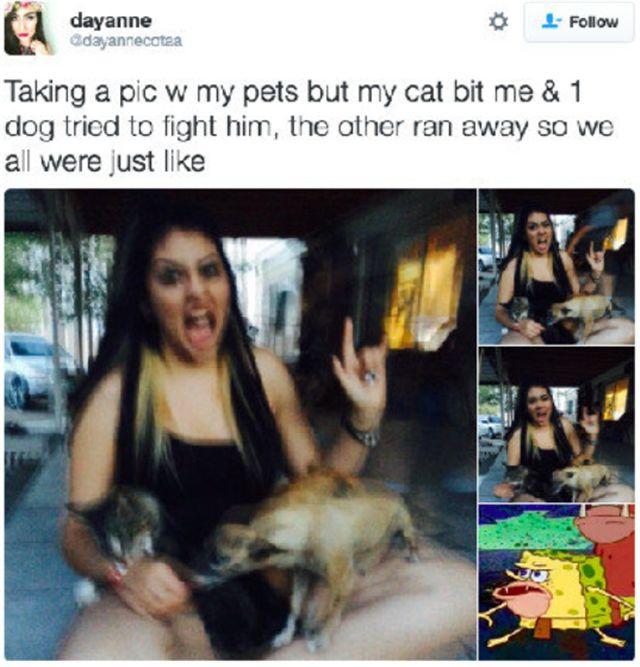 dayanne
@dayannecotaa
Follow
Taking a pic w my pets but my cat bit me & 1
dog tried to fight him, the other ran away so we
all were just like